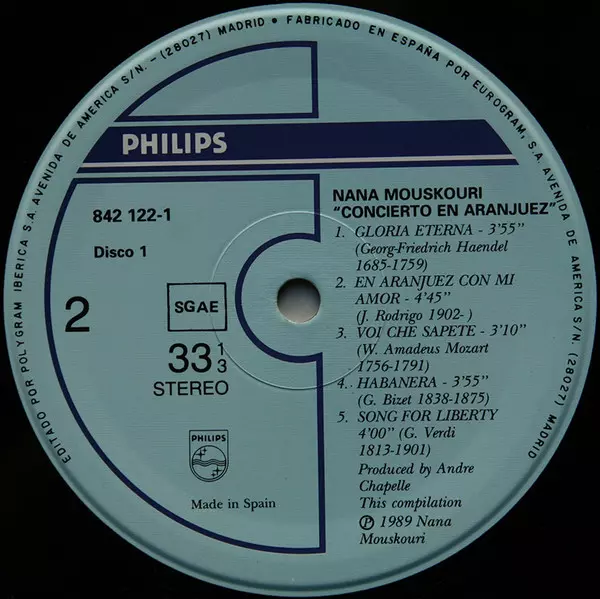 EDITADO POR POLYGRAM IBERICA S.A. AVENIDA DE AMERICA S/N. - (28027) MADRID • FABRICADO EN ESPAÑA POR EUROGRAM, S.A. AVENIDA DE AMERICA S/N. (28027) MADRID
PHILIPS
842 122-1
Disco 1
2
SGAE
33 1/3
STEREO
PHILIPS
Made in Spain
NANA MOUSKOURI
"CONCIERTO EN ARANJUEZ"
1. GLORIA ETERNA - 3'55"
(Georg-Friedrich Haendel
1685-1759)
2. EN ARANJUEZ CON MI
AMOR - 4'45"
(J. Rodrigo 1902- )
3. VOI CHE SAPETE - 3'10"
(W. Amadeus Mozart
1756-1791)
4. HABANERA - 3'55"
(G. Bizet 1838-1875)
5. SONG FOR LIBERTY
4'00" (G. Verdi
1813-1901)
Produced by Andre
Chapelle
This compilation
℗ 1989 Nana
Mouskouri